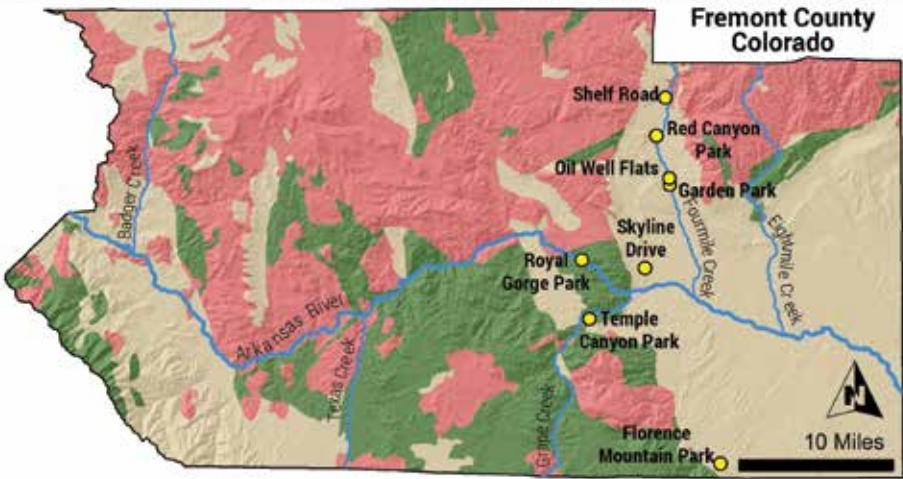 Fremont County
Colorado
Shelf Road
Red Canyon
Park
Oil Well Flats
Garden Park
Badger Creek
Fourmile Creek
Eightmile Creek
Skyline
Drive
Royal
Gorge Park
Arkansas River
Temple
Canyon Park
Texas Creek
Grape Creek
Florence
Mountain Park
N
10 Miles